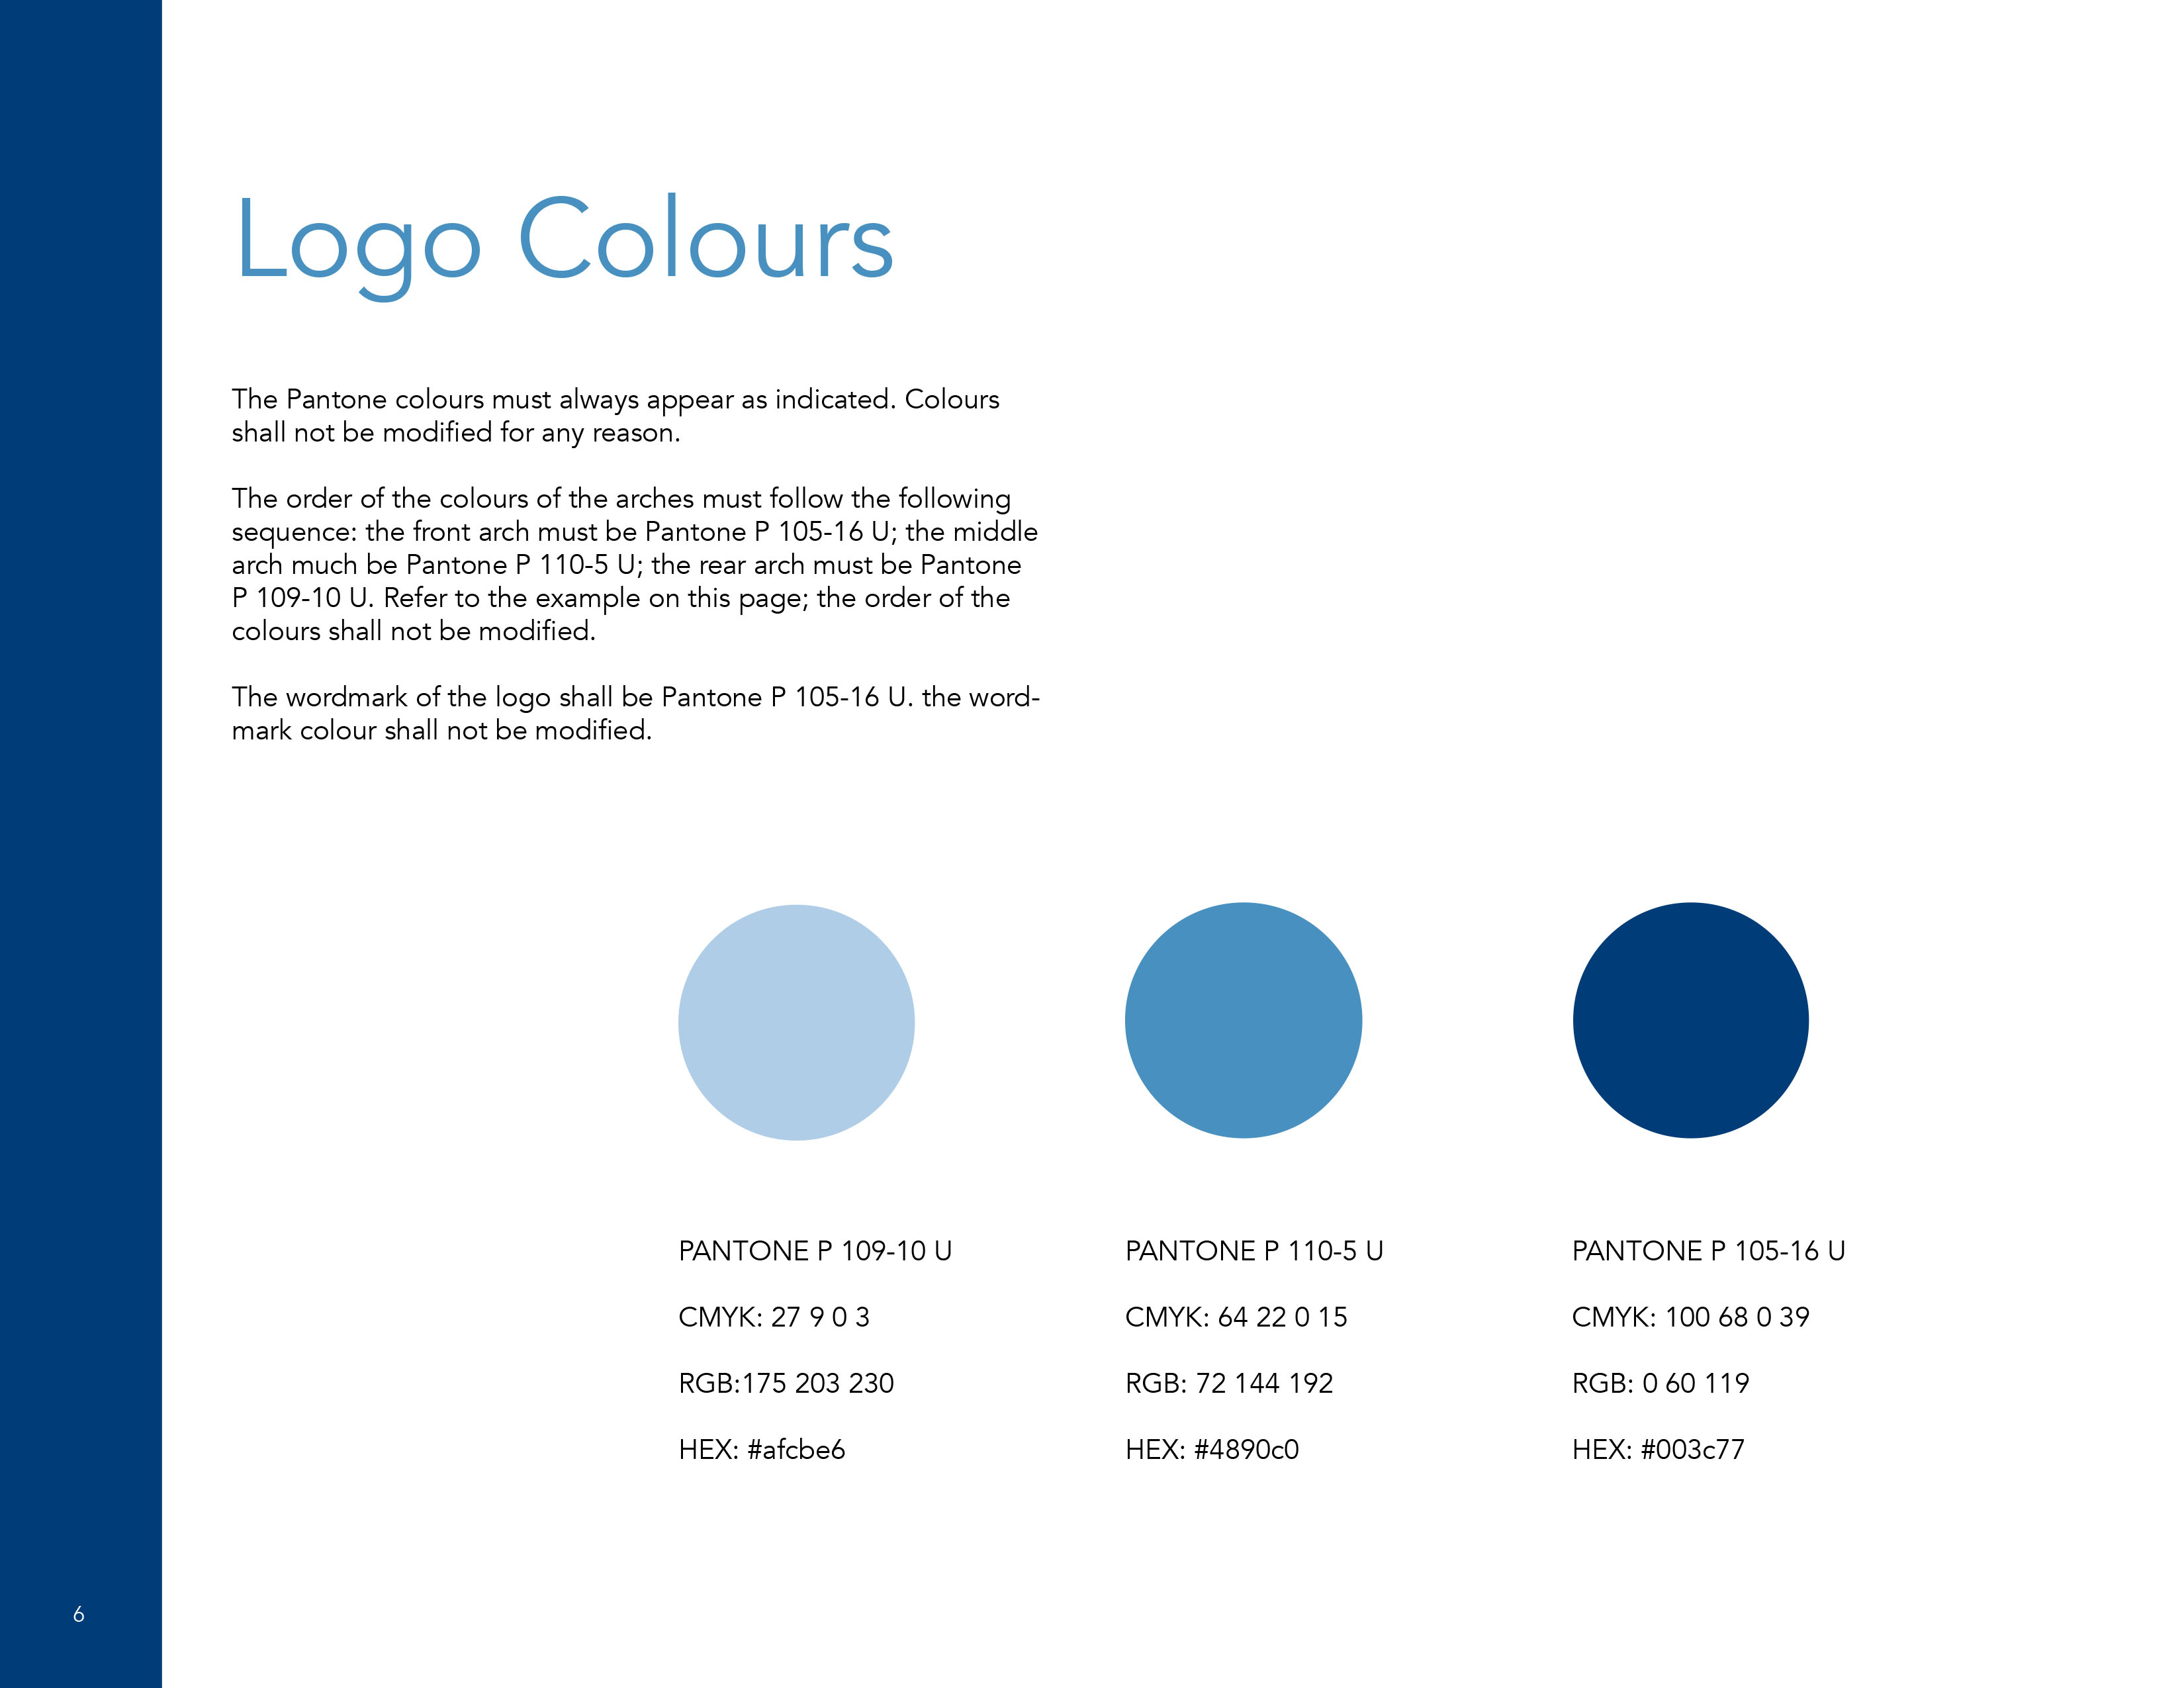 Logo Colours
The Pantone colours must always appear as indicated. Colours
shall not be modified for any reason.
The order of the colours of the arches must follow the following
sequence: the front arch must be Pantone P 105-16 U; the middle
arch much be Pantone P 110-5 U; the rear arch must be Pantone
P 109-10 U. Refer to the example on this page; the order of the
colours shall not be modified.
The wordmark of the logo shall be Pantone P 105-16 U. the word-
mark colour shall not be modified.
PANTONE P 109-10 U
CMYK: 27 9 0 3
RGB:175 203 230
HEX: #afcbe6
PANTONE P 110-5 U
CMYK: 64 22 0 15
RGB: 72 144 192
HEX: #4890c0
PANTONE P 105-16 U
CMYK: 100 68 0 39
RGB: 0 60 119
HEX: #003c77
6